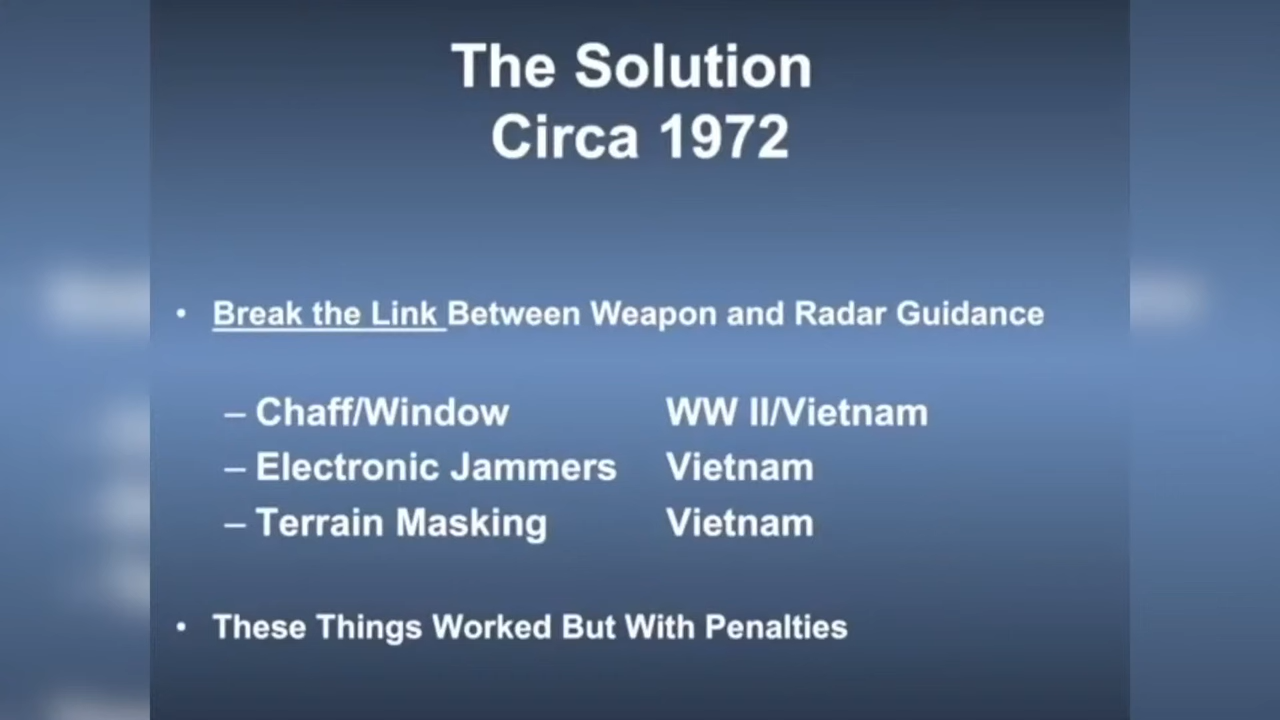 The Solution
Circa 1972
• Break the Link Between Weapon and Radar Guidance
– Chaff/Window WW II/Vietnam
– Electronic Jammers Vietnam
– Terrain Masking Vietnam
• These Things Worked But With Penalties